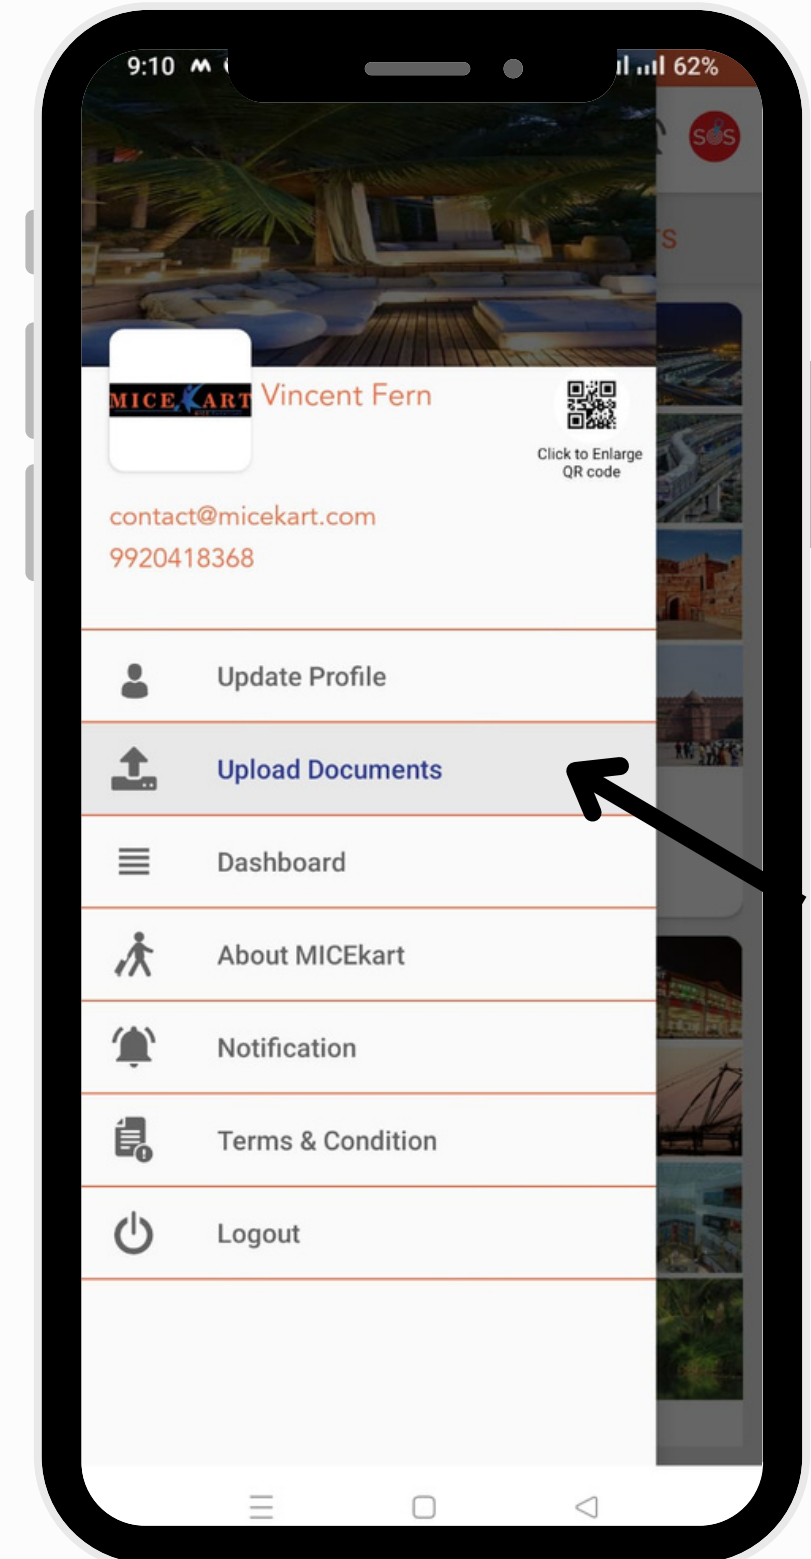 9:10
62%
SOS
rs
MICEKART
Vincent Fern
Click to Enlarge
QR code
contact@micekart.com
9920418368
Update Profile
Upload Documents
Dashboard
About MICEkart
Notification
Terms & Condition
Logout